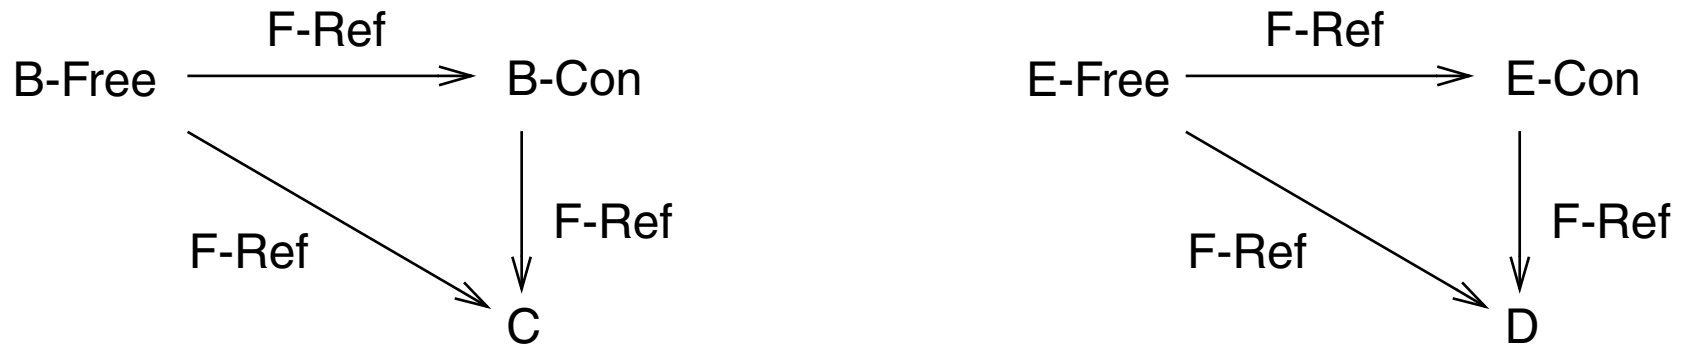 F-Ref
B-Free
B-Con
F-Ref
F-Ref
C
F-Ref
E-Free
E-Con
F-Ref
F-Ref
D